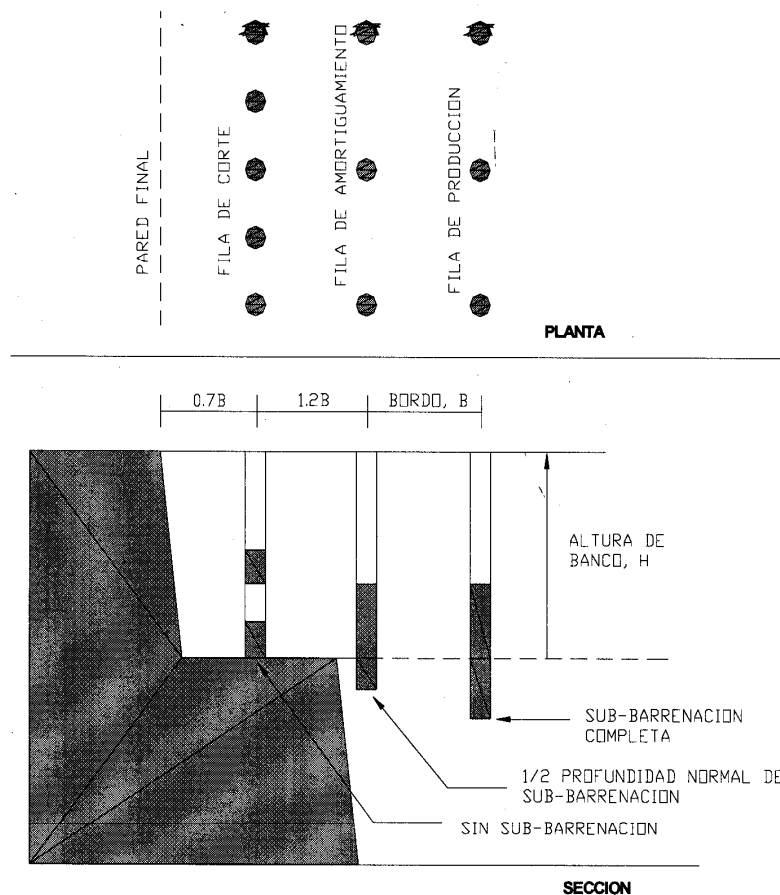 PARED FINAL
FILA DE CORTE
FILA DE AMORTIGUAMIENTO
FILA DE PRODUCCION
PLANTA
0.7B
1.2B
BORDO, B
ALTURA DE
BANCO, H
SUB-BARRENACION
COMPLETA
1/2 PROFUNDIDAD NORMAL DE
SUB-BARRENACION
SIN SUB-BARRENACION
SECCION